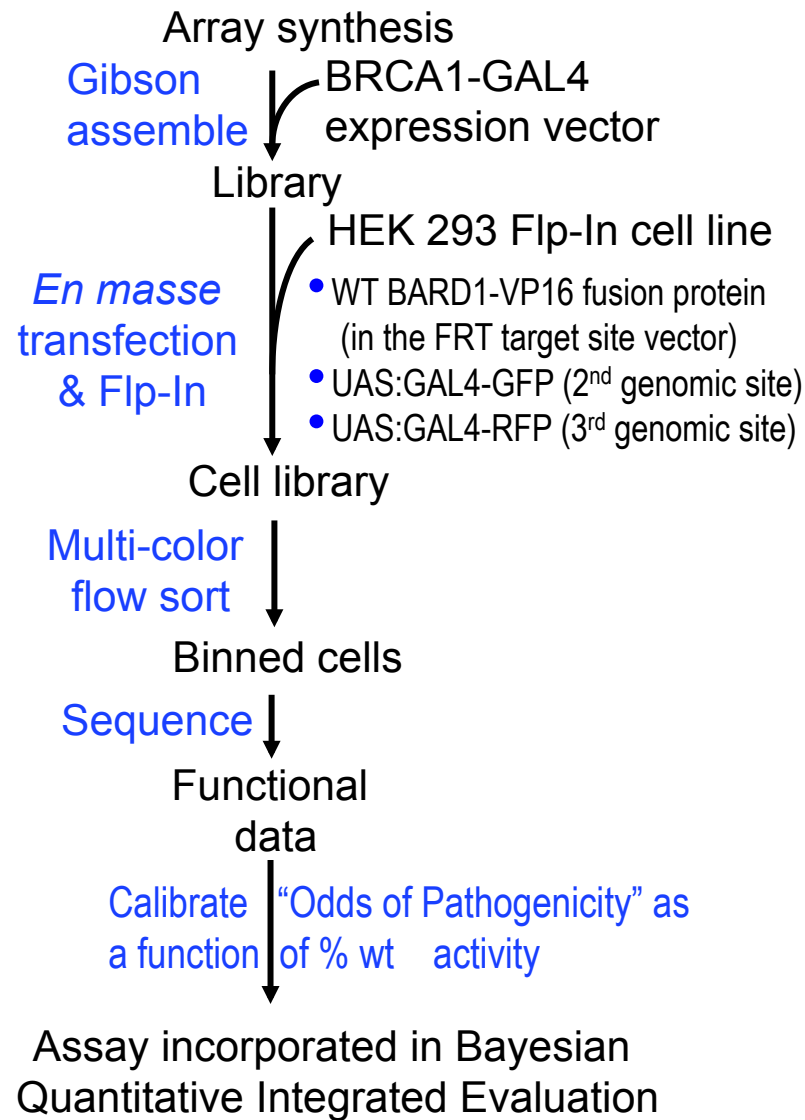 Array synthesis
Gibson
assemble
BRCA1-GAL4
expression vector
Library
HEK 293 Flp-In cell line
En masse
transfection
& Flp-In
• WT BARD1-VP16 fusion protein
(in the FRT target site vector)
• UAS:GAL4-GFP (2nd genomic site)
• UAS:GAL4-RFP (3rd genomic site)
Cell library
Multi-color
flow sort
Binned cells
Sequence
Functional
data
Calibrate "Odds of Pathogenicity" as
a function of % wt activity
Assay incorporated in Bayesian
Quantitative Integrated Evaluation